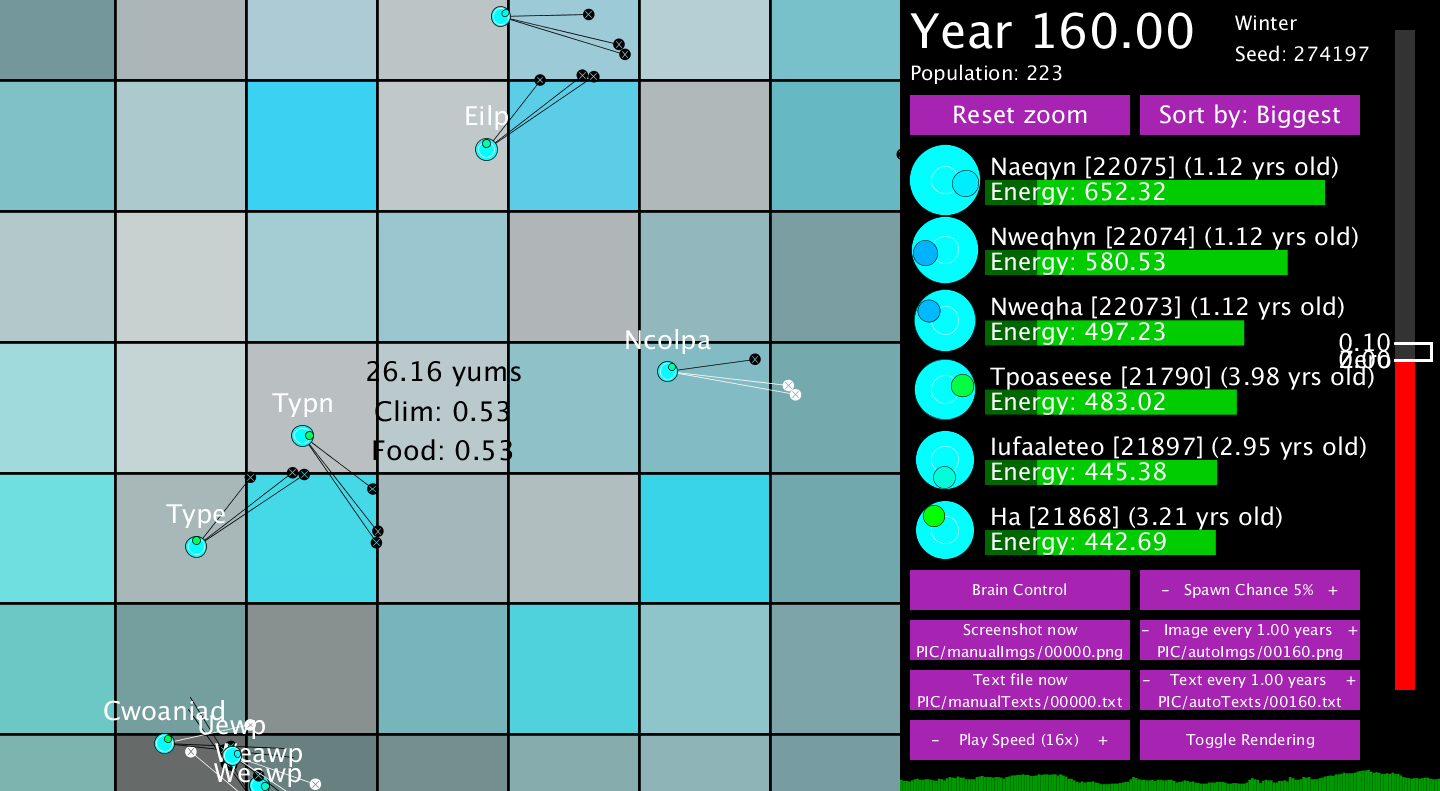 Eilp
Ncolpa
26.16 yums
Typn
Clim: 0.53
Food: 0.53
Type
Cwoaniad
Uewp
Weawp
Weowp
Year 160.00
Winter
Seed: 274197
Population: 223
Reset zoom
Sort by: Biggest
Naeqyn [22075] (1.12 yrs old)
Energy: 652.32
Nweqhyn [22074] (1.12 yrs old)
Energy: 580.53
Nweqha [22073] (1.12 yrs old)
Energy: 497.23
0.10
Tpoaseese [21790] (3.98 yrs old)
Energy: 483.02
Iufaaleteo [21897] (2.95 yrs old)
Energy: 445.38
Ha [21868] (3.21 yrs old)
Energy: 442.69
Brain Control
- Spawn Chance 5% +
Screenshot now
PIC/manualImgs/00000.png
- Image every 1.00 years +
PIC/autoImgs/00160.png
Text file now
PIC/manualTexts/00000.txt
- Text every 1.00 years +
PIC/autoTexts/00160.txt
- Play Speed (16x) +
Toggle Rendering